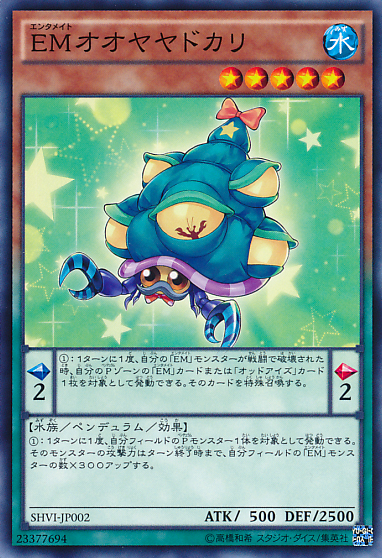 エンタメイト
EMオオヤヤドカリ
みず
水
①：1ターンに1度、自分の「EM」モンスターが戦闘で破壊された
時、自分のPゾーンの「EM」カードまたは「オッドアイズ」カード
1枚を対象として発動できる。そのカードを特殊召喚する。
2
2
【水族／ペンデュラム／効果】
①：1ターンに1度、自分フィールドのPモンスター1体を対象として発動できる。
そのモンスターの攻撃力はターン終了時まで、自分フィールドの「EM」モンスターの数×300アップする。
SHVI-JP002
ATK/ 500 DEF/2500
23377694
©高橋和希 スタジオ・ダイス/集英社